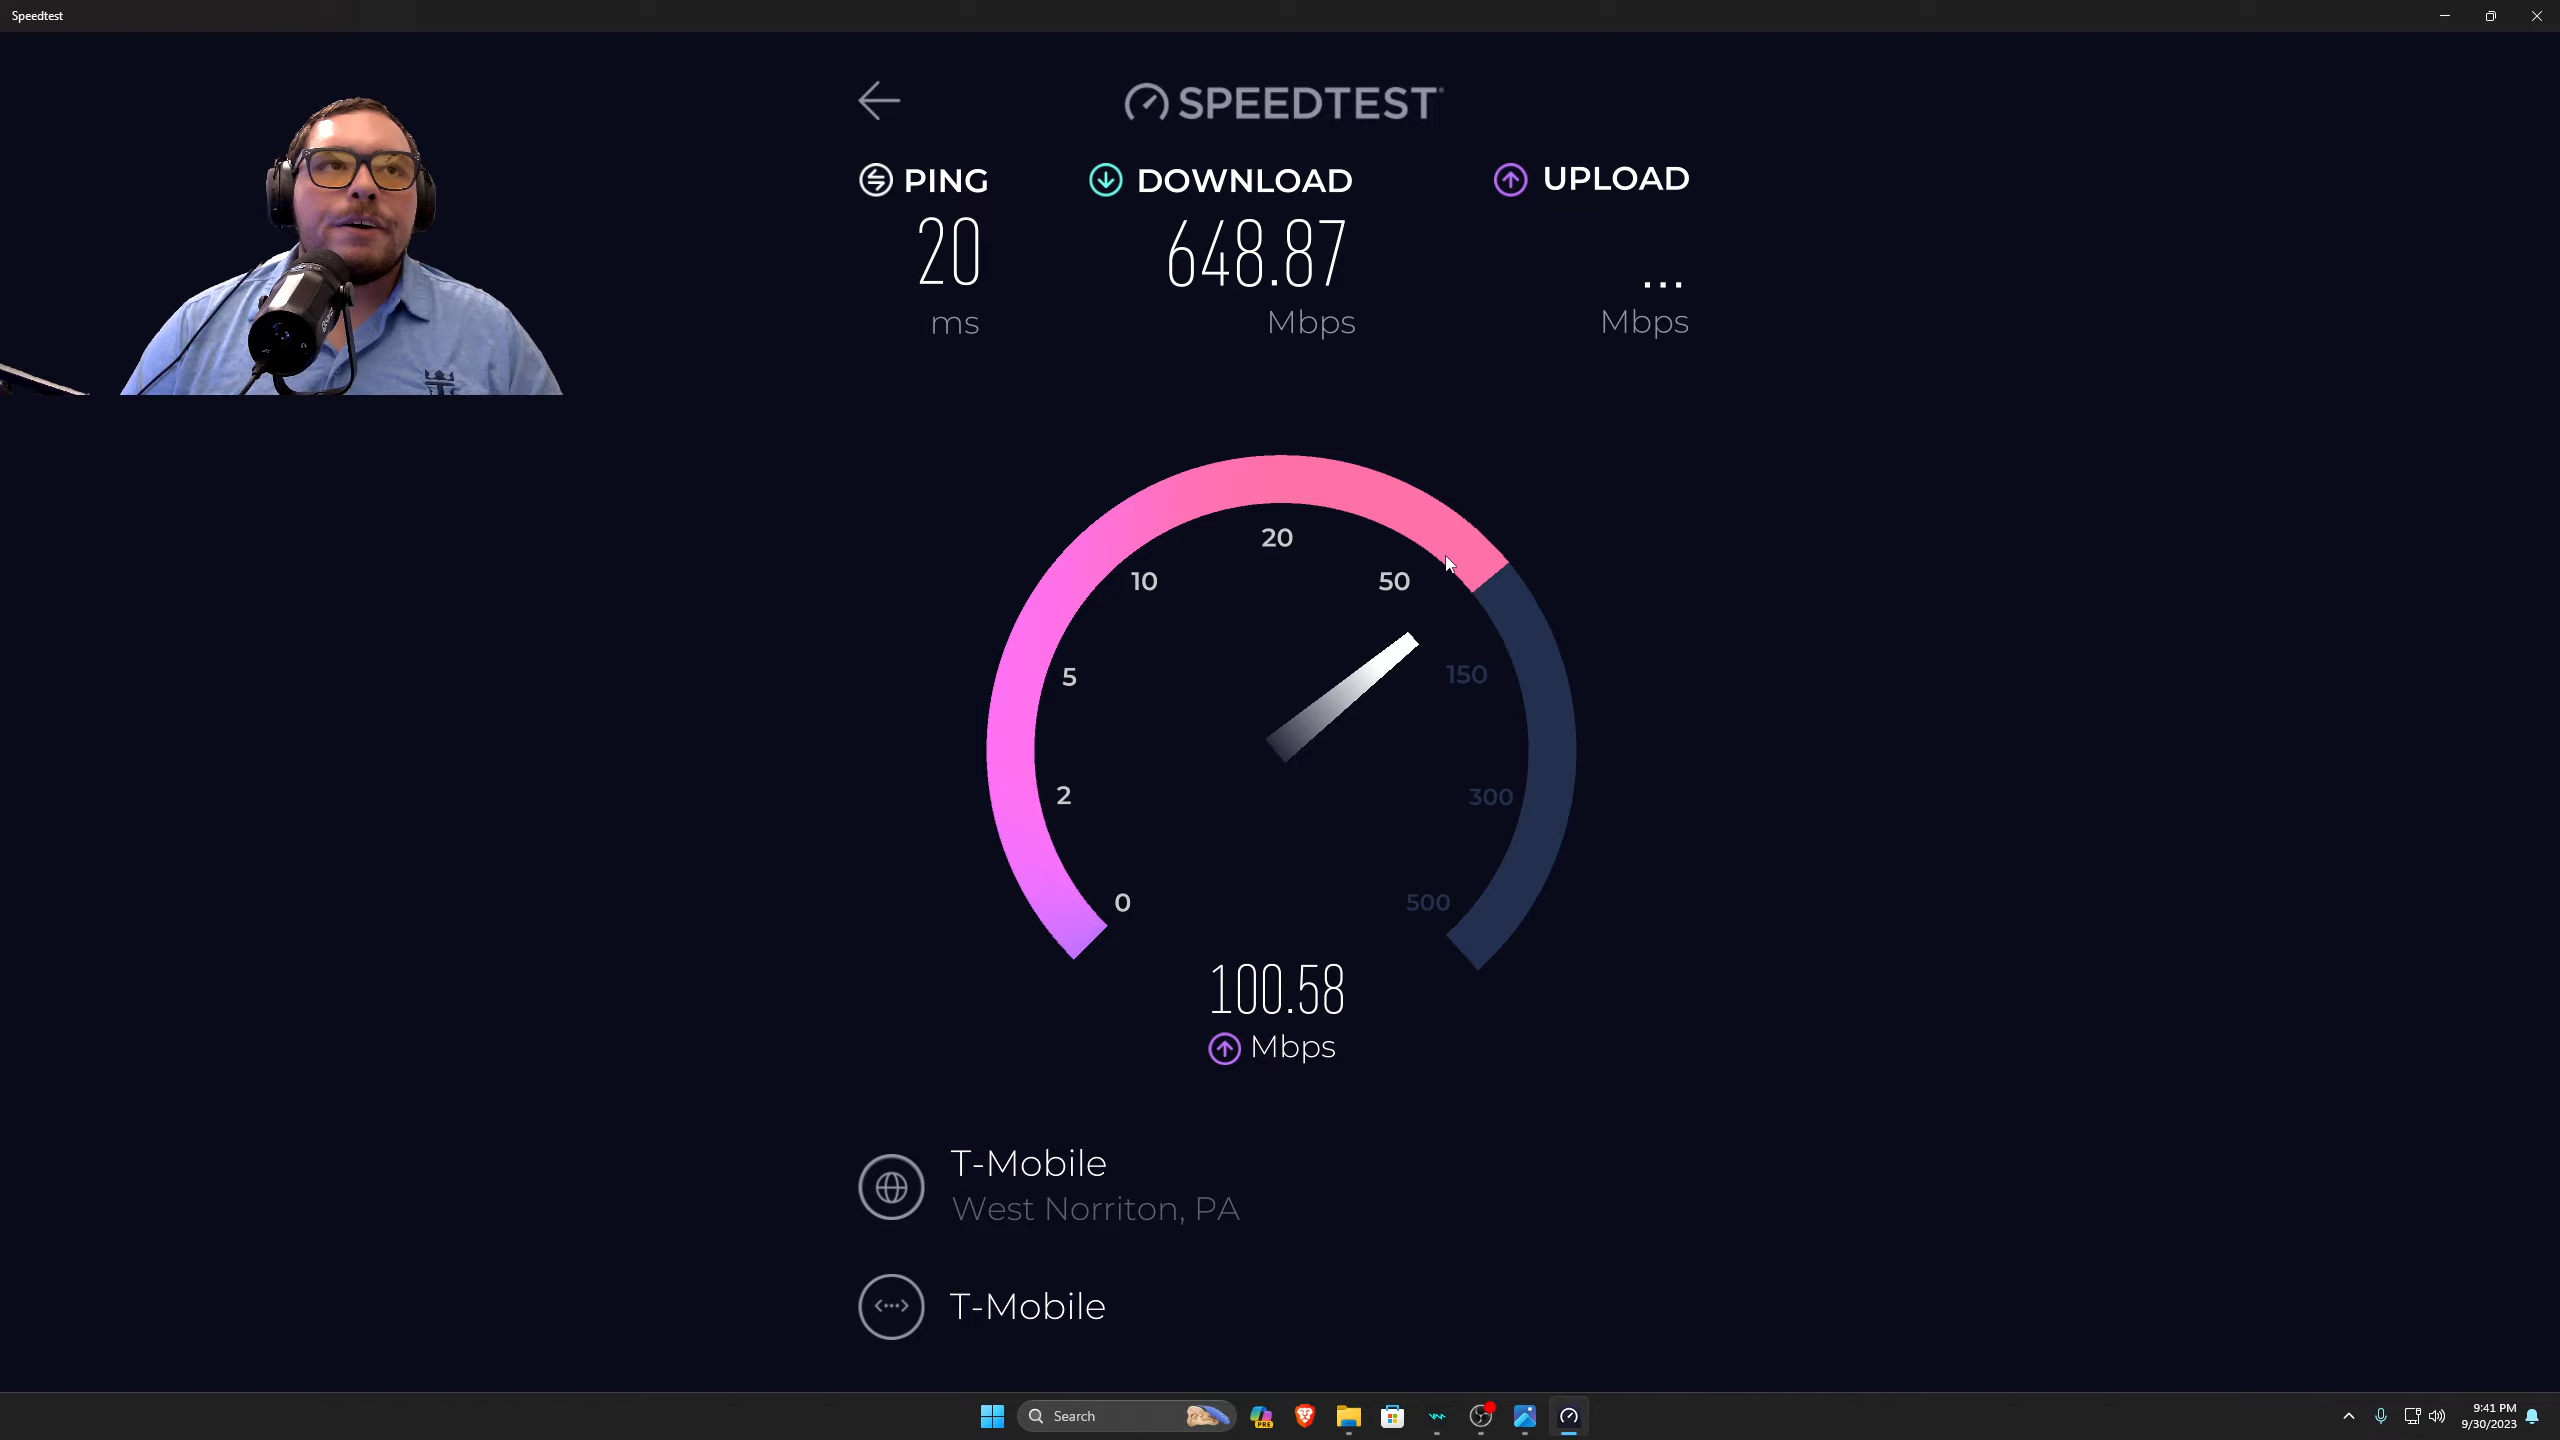 Speedtest
SPEEDTEST
PING
20
ms
DOWNLOAD
648.87
Mbps
UPLOAD
...
Mbps
0
2
5
10
20
50
150
300
500
100.58
Mbps
T-Mobile
West Norriton, PA
T-Mobile
Search
PRE
9:41 PM
9/30/2023